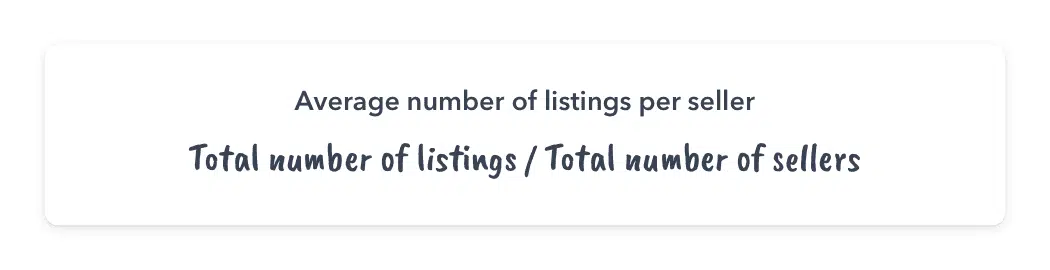 Average number of listings per seller
Total number of listings / Total number of sellers